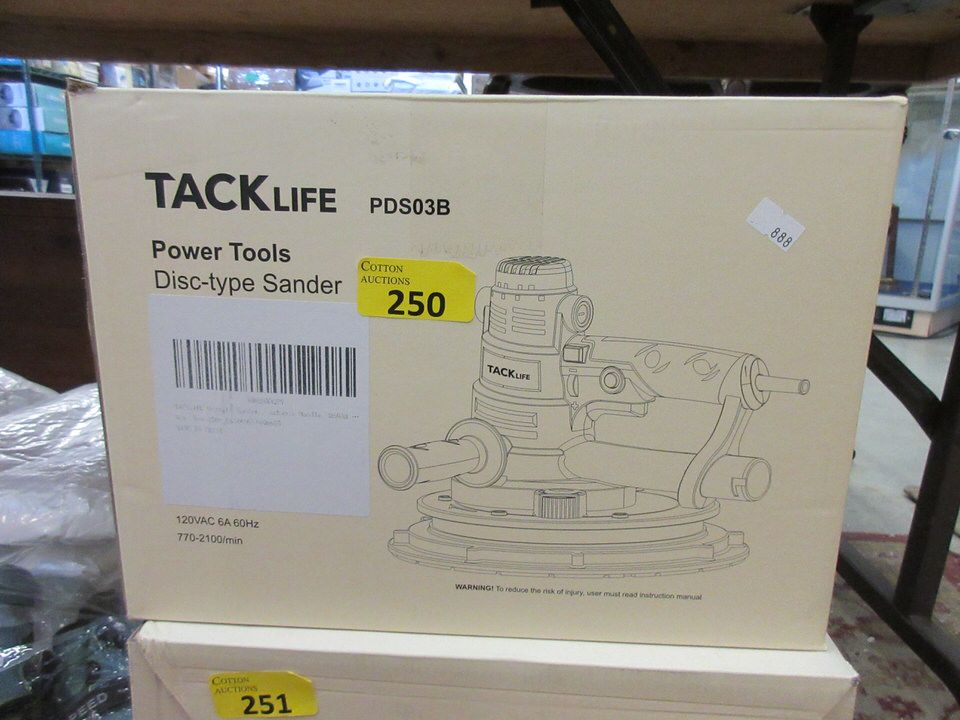 TACKLIFE PDS03B
888
Power Tools
Disc-type Sander
COTTON
AUCTIONS
250
TACKLIFE
120VAC 6A 60Hz
770-2100/min
WARNING! To reduce the risk of injury, user must read instruction manual
COTTON
AUCTIONS
251